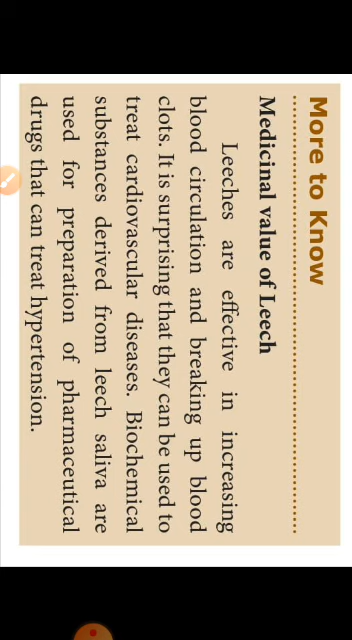 More to Know
Medicinal value of Leech
Leeches are effective in increasing
blood circulation and breaking up blood
clots. It is surprising that they can be used to
treat cardiovascular diseases. Biochemical
substances derived from leech saliva are
used for preparation of pharmaceutical
drugs that can treat hypertension.